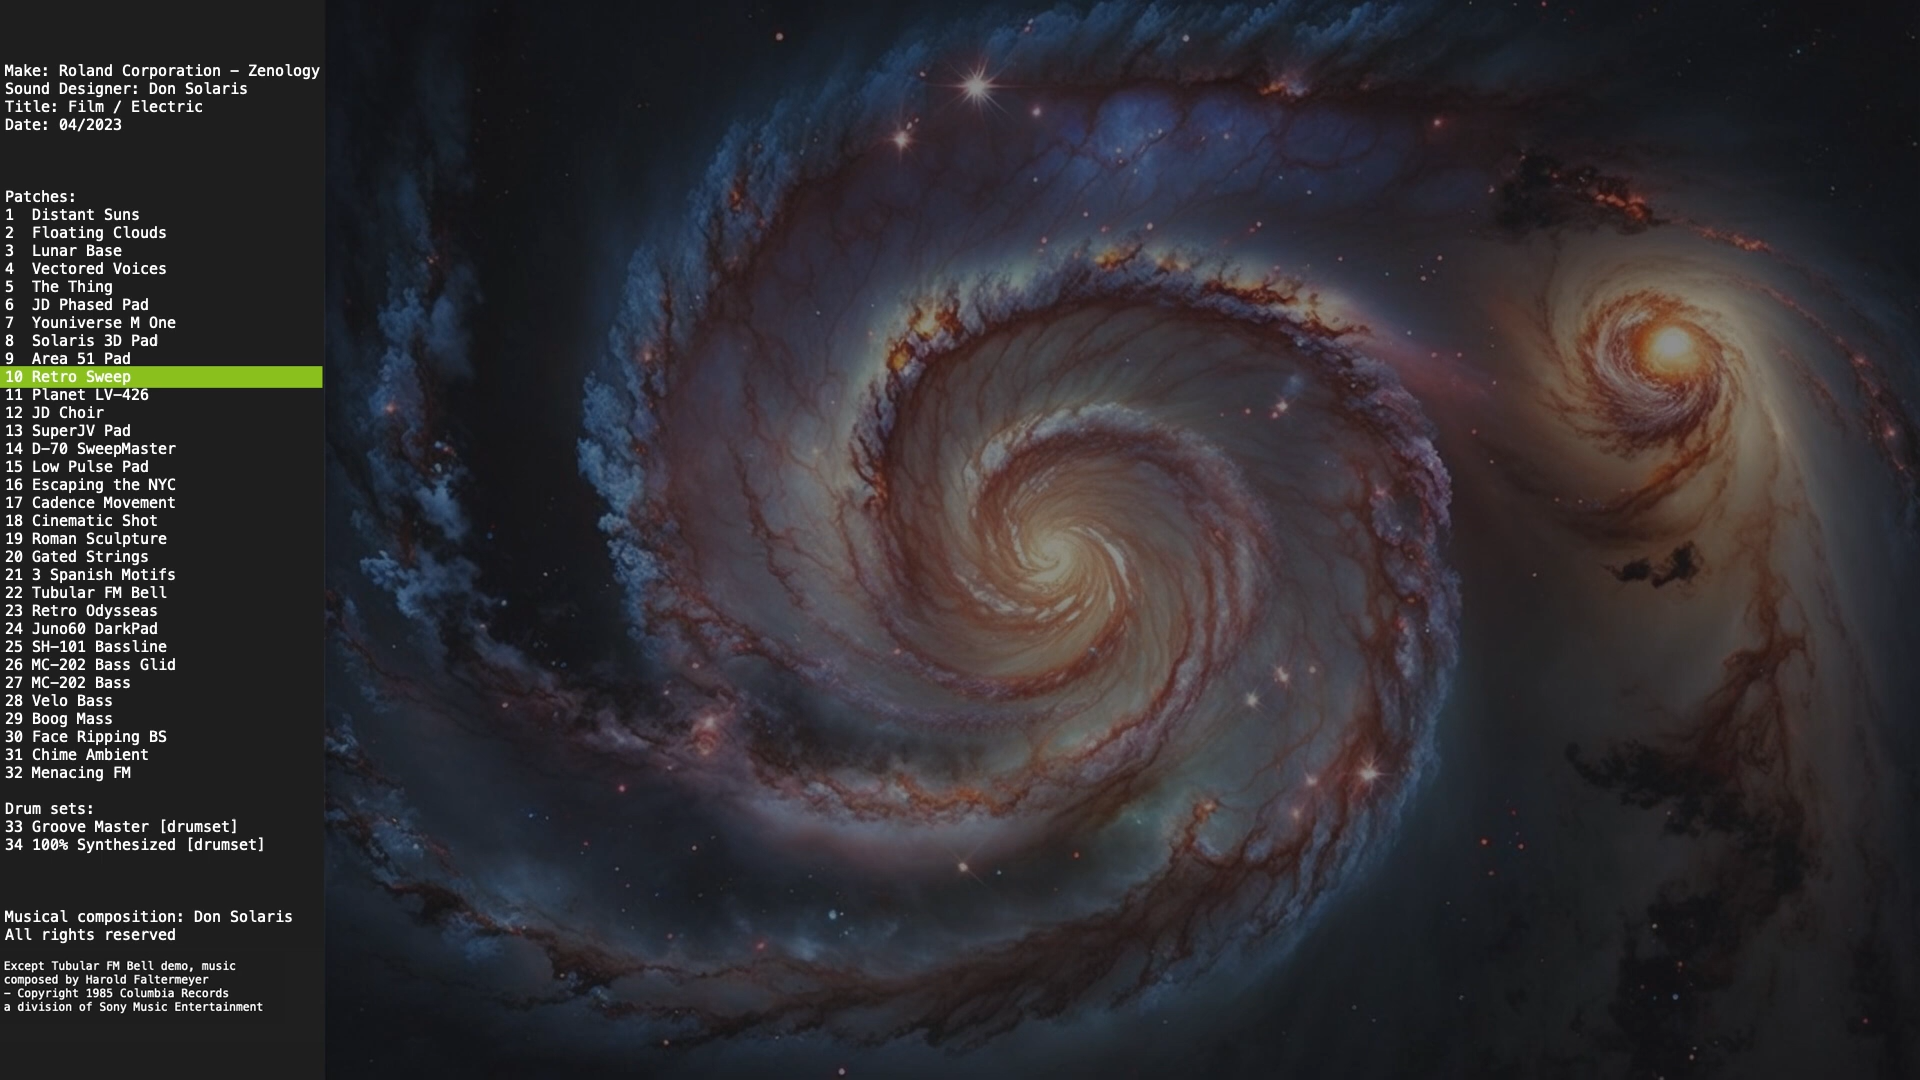 Make: Roland Corporation – Zenology
Sound Designer: Don Solaris
Title: Film / Electric
Date: 04/2023
Patches:
1 Distant Suns
2 Floating Clouds
3 Lunar Base
4 Vectored Voices
5 The Thing
6 JD Phased Pad
7 Youniverse M One
8 Solaris 3D Pad
9 Area 51 Pad
10 Retro Sweep
11 Planet LV–426
12 JD Choir
13 SuperJV Pad
14 D–70 SweepMaster
15 Low Pulse Pad
16 Escaping the NYC
17 Cadence Movement
18 Cinematic Shot
19 Roman Sculpture
20 Gated Strings
21 3 Spanish Motifs
22 Tubular FM Bell
23 Retro Odysseas
24 Juno60 DarkPad
25 SH–101 Bassline
26 MC–202 Bass Glid
27 MC–202 Bass
28 Velo Bass
29 Boog Mass
30 Face Ripping BS
31 Chime Ambient
32 Menacing FM
Drum sets:
33 Groove Master [drumset]
34 100% Synthesized [drumset]
Musical composition: Don Solaris
All rights reserved
Except Tubular FM Bell demo, music
composed by Harold Faltermeyer
– Copyright 1985 Columbia Records
a division of Sony Music Entertainment